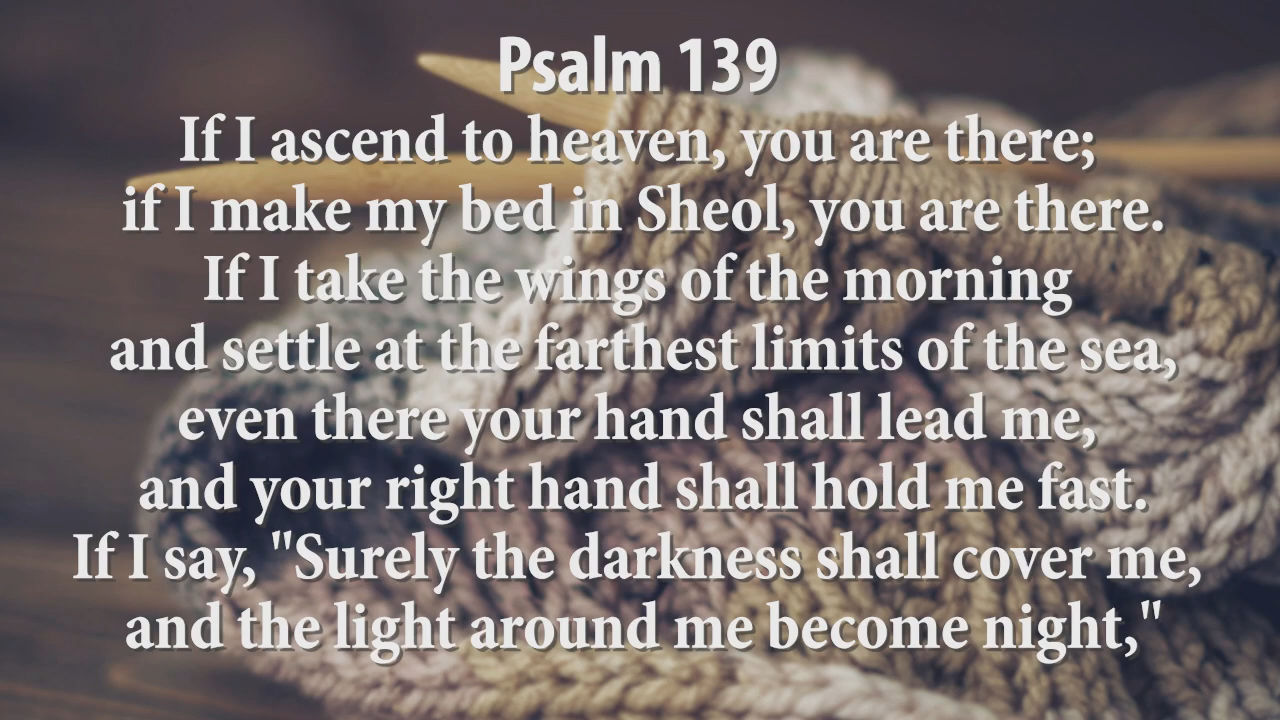 Psalm 139
If I ascend to heaven, you are there;
if I make my bed in Sheol, you are there.
If I take the wings of the morning
and settle at the farthest limits of the sea,
even there your hand shall lead me,
and your right hand shall hold me fast.
If I say, "Surely the darkness shall cover me,
and the light around me become night,"